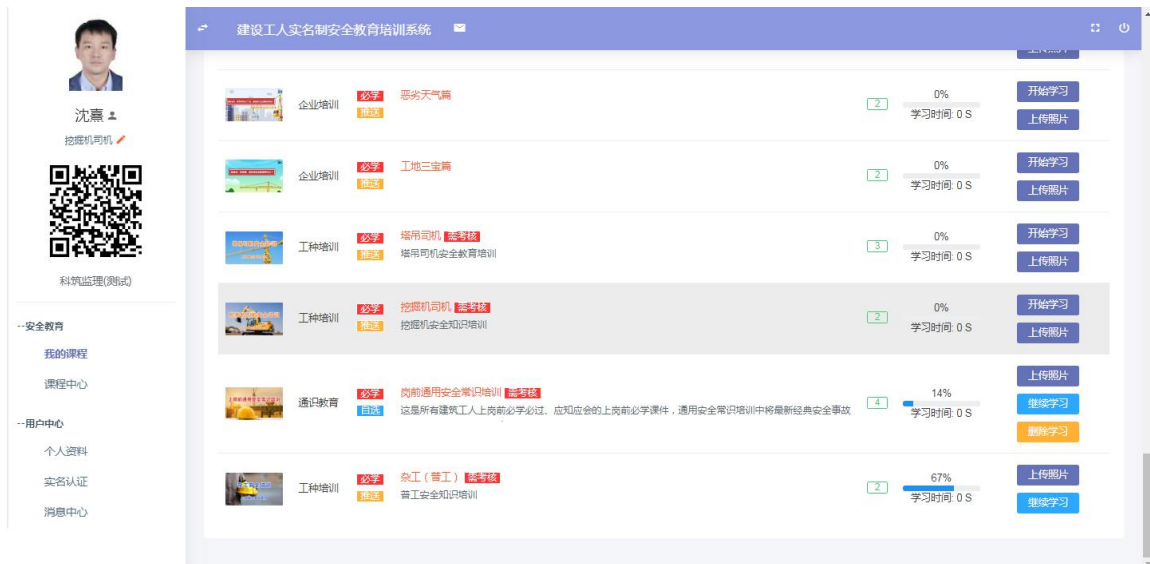 建设工人实名制安全教育培训系统
沈熹
挖掘机司机
科筑监理(测试)
--安全教育
我的课程
课程中心
--用户中心
个人资料
实名认证
消息中心
上传照片
企业培训
必学 恶劣天气篇
推送
2
0%
学习时间: 0 S
开始学习
上传照片
企业培训
必学 工地三宝篇
推送
2
0%
学习时间: 0 S
开始学习
上传照片
工种培训
必学 塔吊司机 需考核
推送 塔吊司机安全教育培训
3
0%
学习时间: 0 S
开始学习
上传照片
工种培训
必学 挖掘机司机 需考核
推送 挖掘机安全知识培训
2
0%
学习时间: 0 S
开始学习
上传照片
通识教育
必学 岗前通用安全常识培训 需考核
自选 这是所有建筑工人上岗前必学必过、应知应会的上岗前必学课件，通用安全常识培训中将最新经典安全事故
4
14%
学习时间: 0 S
上传照片
继续学习
删除学习
工种培训
必学 杂工（普工） 需考核
推送 普工安全知识培训
2
67%
学习时间: 0 S
上传照片
继续学习